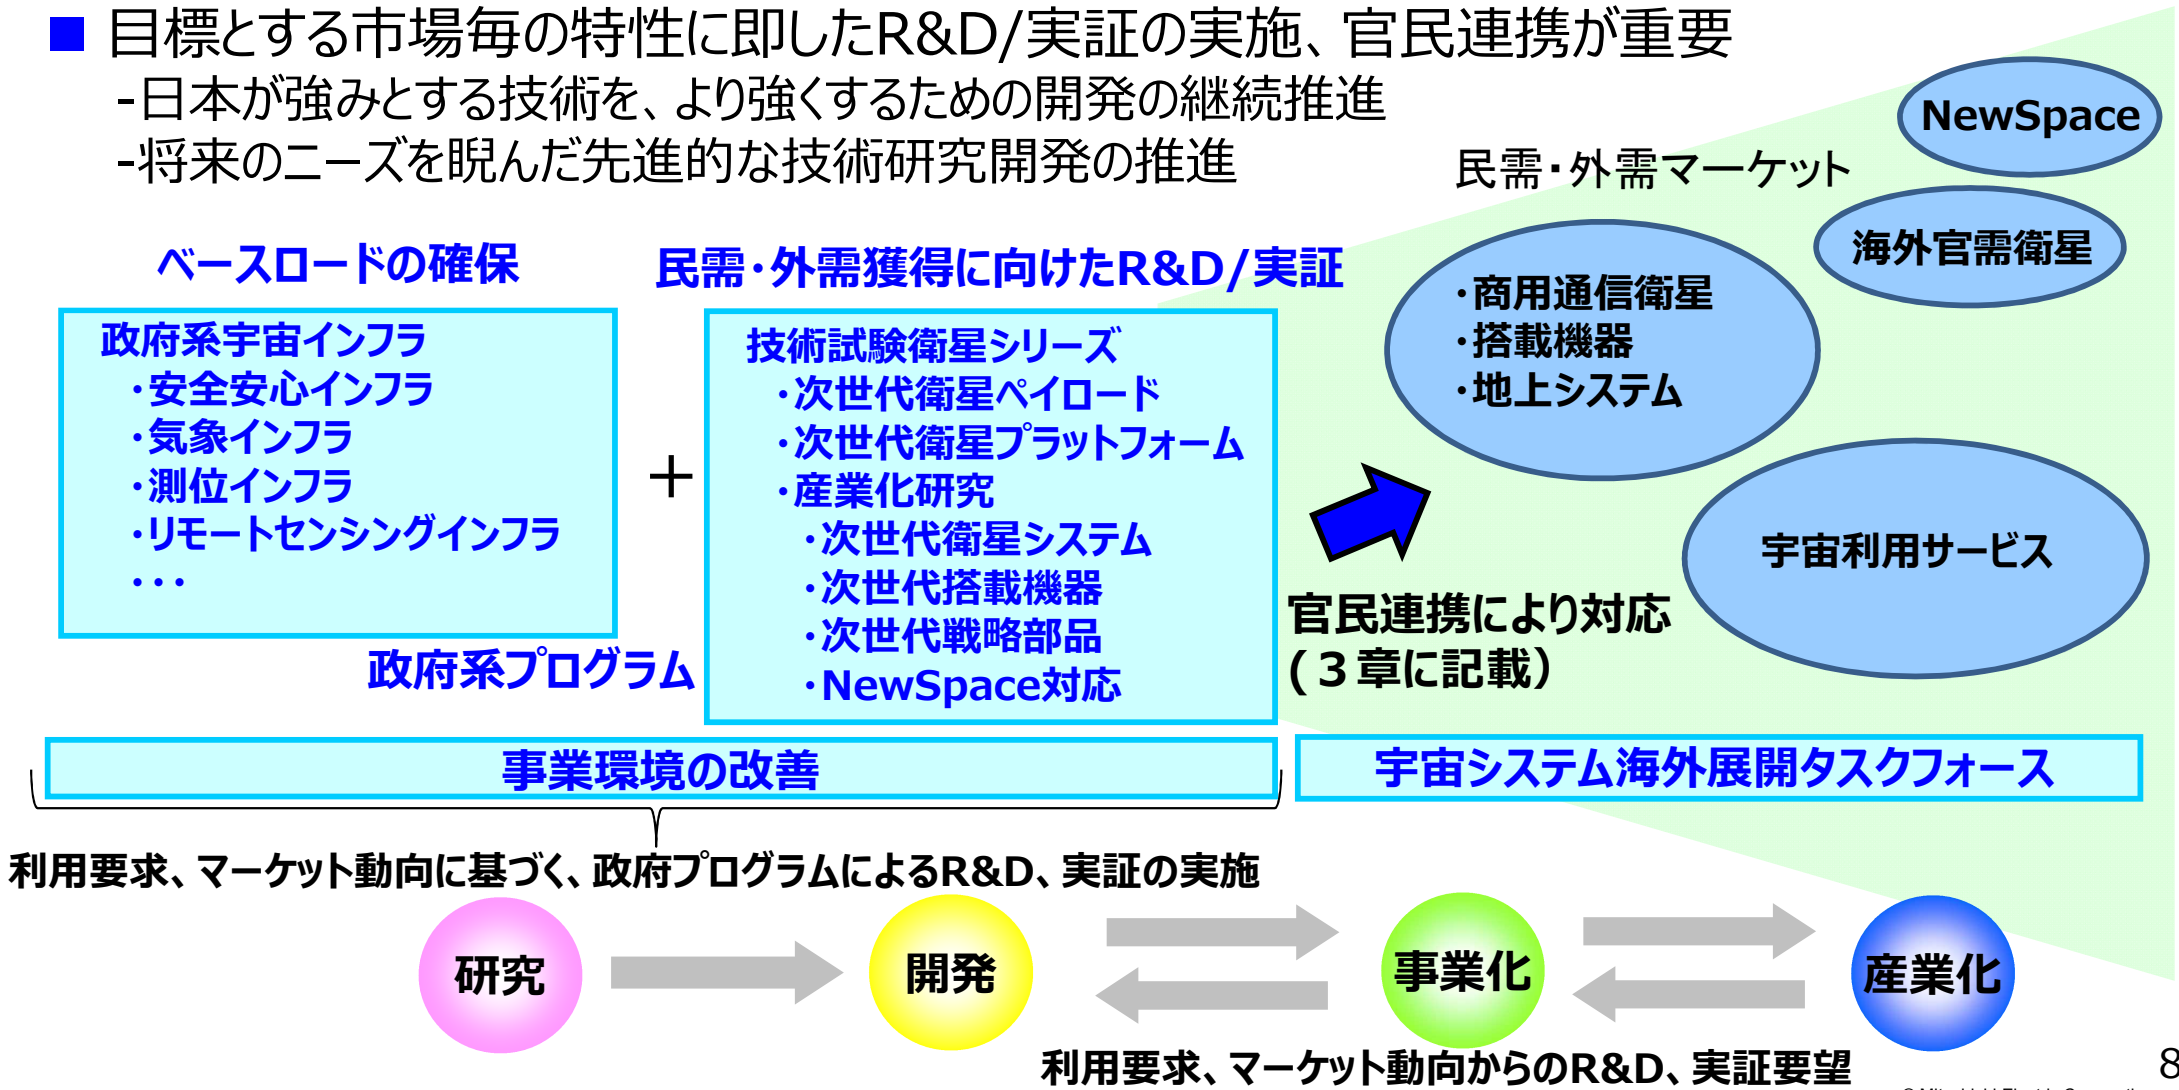 ■ 目標とする市場毎の特性に即したR&D/実証の実施、官民連携が重要
-日本が強みとする技術を、より強くするための開発の継続推進
-将来のニーズを睨んだ先進的な技術研究開発の推進
NewSpace
民需・外需マーケット
海外官需衛星
・商用通信衛星
・搭載機器
・地上システム
宇宙利用サービス
ベースロードの確保
政府系宇宙インフラ
・安全安心インフラ
・気象インフラ
・測位インフラ
・リモートセンシングインフラ
・・・
＋
民需・外需獲得に向けたR&D/実証
技術試験衛星シリーズ
・次世代衛星ペイロード
・次世代衛星プラットフォーム
・産業化研究
・次世代衛星システム
・次世代搭載機器
・次世代戦略部品
・NewSpace対応
政府系プログラム
官民連携により対応
(３章に記載）
事業環境の改善
宇宙システム海外展開タスクフォース
利用要求、マーケット動向に基づく、政府プログラムによるR&D、実証の実施
研究
開発
事業化
産業化
利用要求、マーケット動向からのR&D、実証要望
8